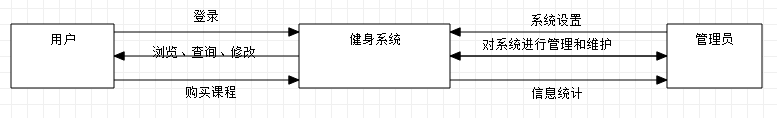 登录
系统设置
用户
健身系统
管理员
浏览、查询、修改
对系统进行管理和维护
购买课程
信息统计